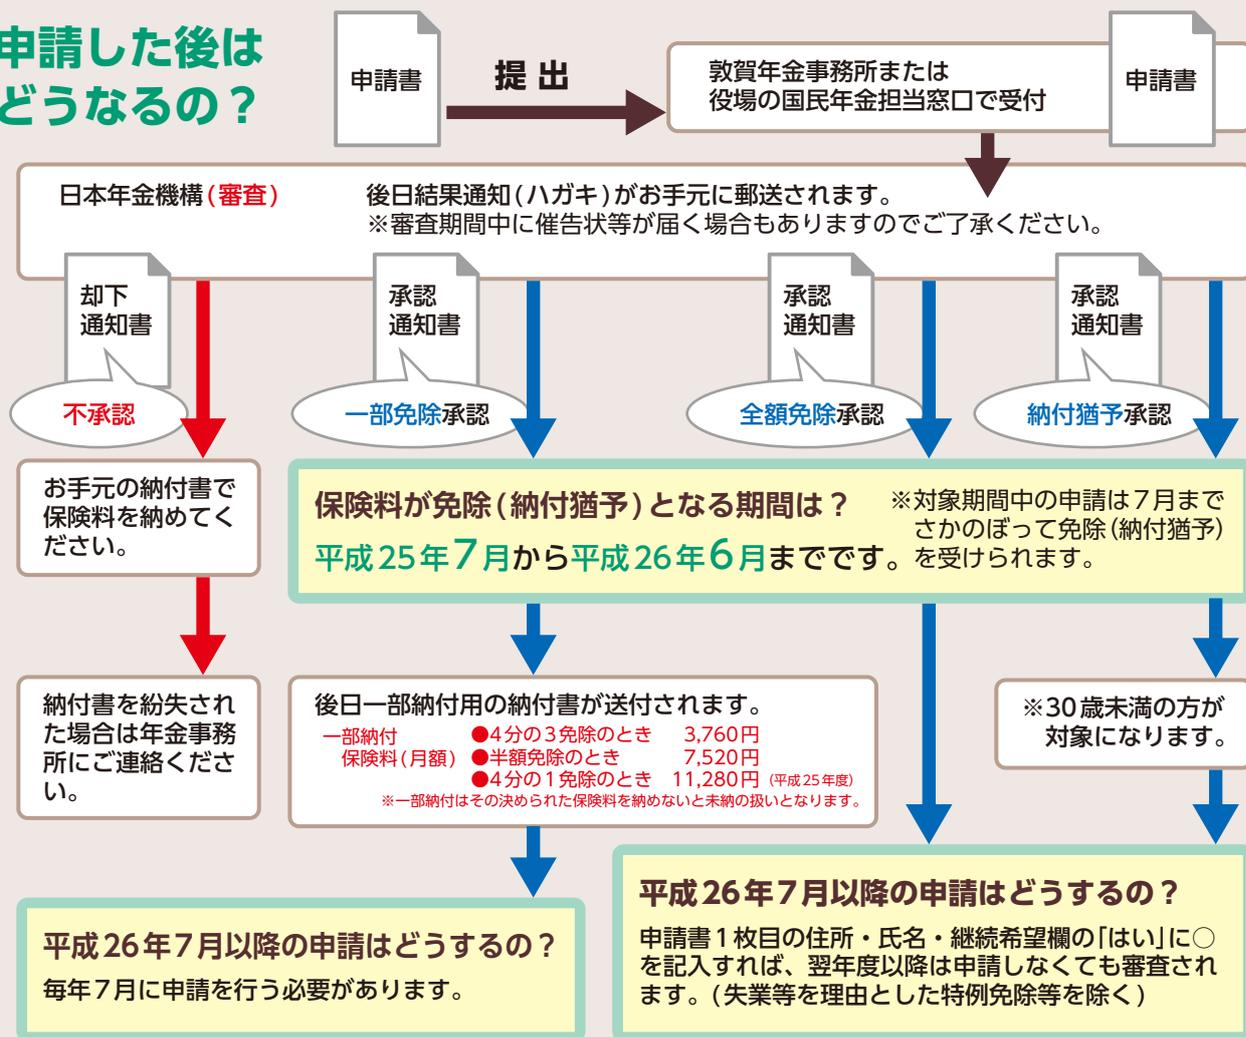 申請した後は
どうなるの？
申請書
提出
敦賀年金事務所または
役場の国民年金担当窓口で受付
申請書
日本年金機構(審査)
後日結果通知(ハガキ)がお手元に郵送されます。
※審査期間中に催告状等が届く場合もありますのでご了承ください。
却下
通知書
不承認
承認
通知書
一部免除承認
承認
通知書
全額免除承認
承認
通知書
納付猶予承認
お手元の納付書で
保険料を納めてく
ださい。
保険料が免除(納付猶予)となる期間は？
平成25年7月から平成26年6月までです。
※対象期間中の申請は7月まで
さかのぼって免除(納付猶予)
を受けられます。
納付書を紛失され
た場合は年金事務
所にご連絡くださ
い。
後日一部納付用の納付書が送付されます。
一部納付
保険料(月額)
●4分の3免除のとき 3,760円
●半額免除のとき 7,520円
●4分の1免除のとき 11,280円 (平成25年度)
※一部納付はその決められた保険料を納めないと未納の扱いとなります。
※30歳未満の方が
対象になります。
平成26年7月以降の申請はどうするの？
毎年7月に申請を行う必要があります。
平成26年7月以降の申請はどうするの？
申請書1枚目の住所・氏名・継続希望欄の「はい」に○
を記入すれば、翌年度以降は申請しなくても審査され
ます。(失業等を理由とした特例免除等を除く)